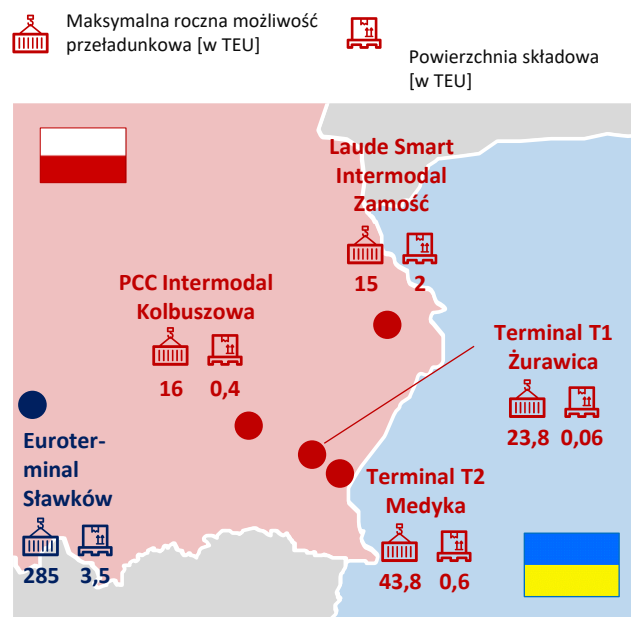 Maksymalna roczna możliwość
przeładunkowa [w TEU]
Powierzchnia składowa
[w TEU]
Laude Smart
Intermodal
Zamość
15 2
PCC Intermodal
Kolbuszowa
16 0,4
Terminal T1
Żurawica
23,8 0,06
Euroter-
minal
Sławków
285 3,5
Terminal T2
Medyka
43,8 0,6